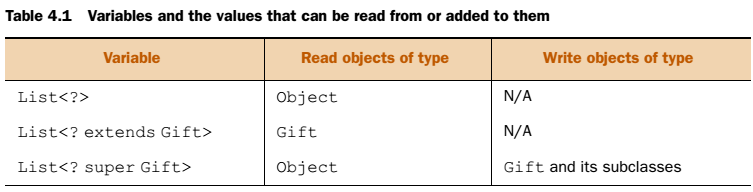 Table 4.1 Variables and the values that can be read from or added to them
Variable Read objects of type Write objects of type
List<?> Object N/A
List<? extends Gift> Gift N/A
List<? super Gift> Object Gift and its subclasses